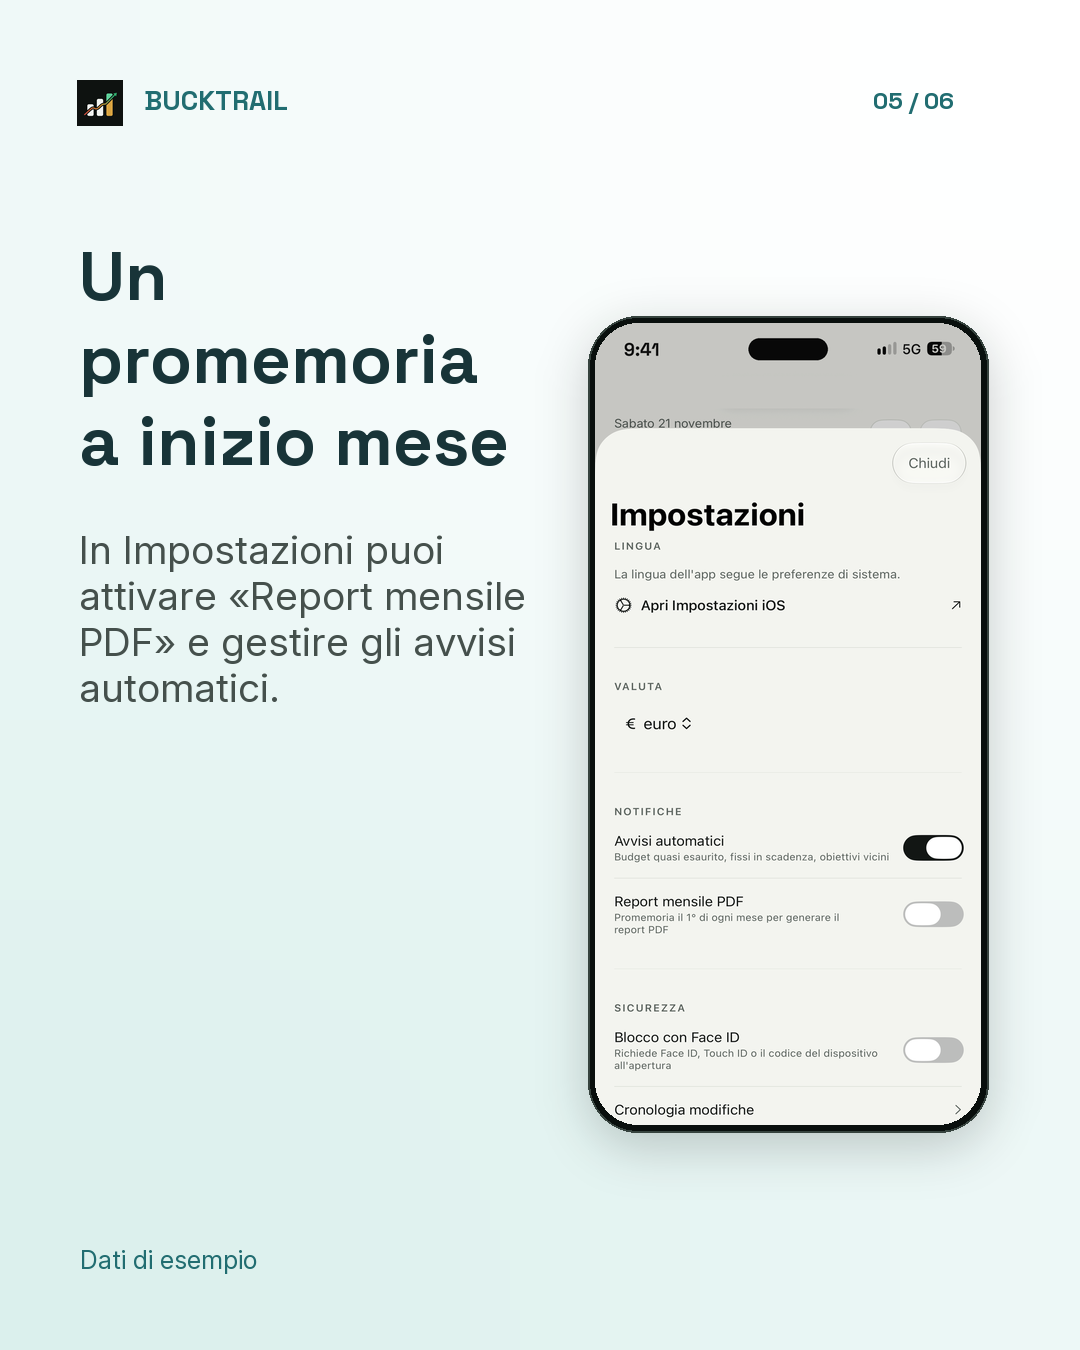 BUCKTRAIL
05 / 06
Un
promemoria
a inizio mese
In Impostazioni puoi
attivare «Report mensile
PDF» e gestire gli avvisi
automatici.
9:41
5G
59
Sabato 21 novembre
Chiudi
Impostazioni
LINGUA
La lingua dell'app segue le preferenze di sistema.
Apri Impostazioni iOS
VALUTA
€ euro
NOTIFICHE
Avvisi automatici
Budget quasi esaurito, fissi in scadenza, obiettivi vicini
Report mensile PDF
Promemoria il 1° di ogni mese per generare il
report PDF
SICUREZZA
Blocco con Face ID
Richiede Face ID, Touch ID o il codice del dispositivo
all'apertura
Cronologia modifiche
Dati di esempio